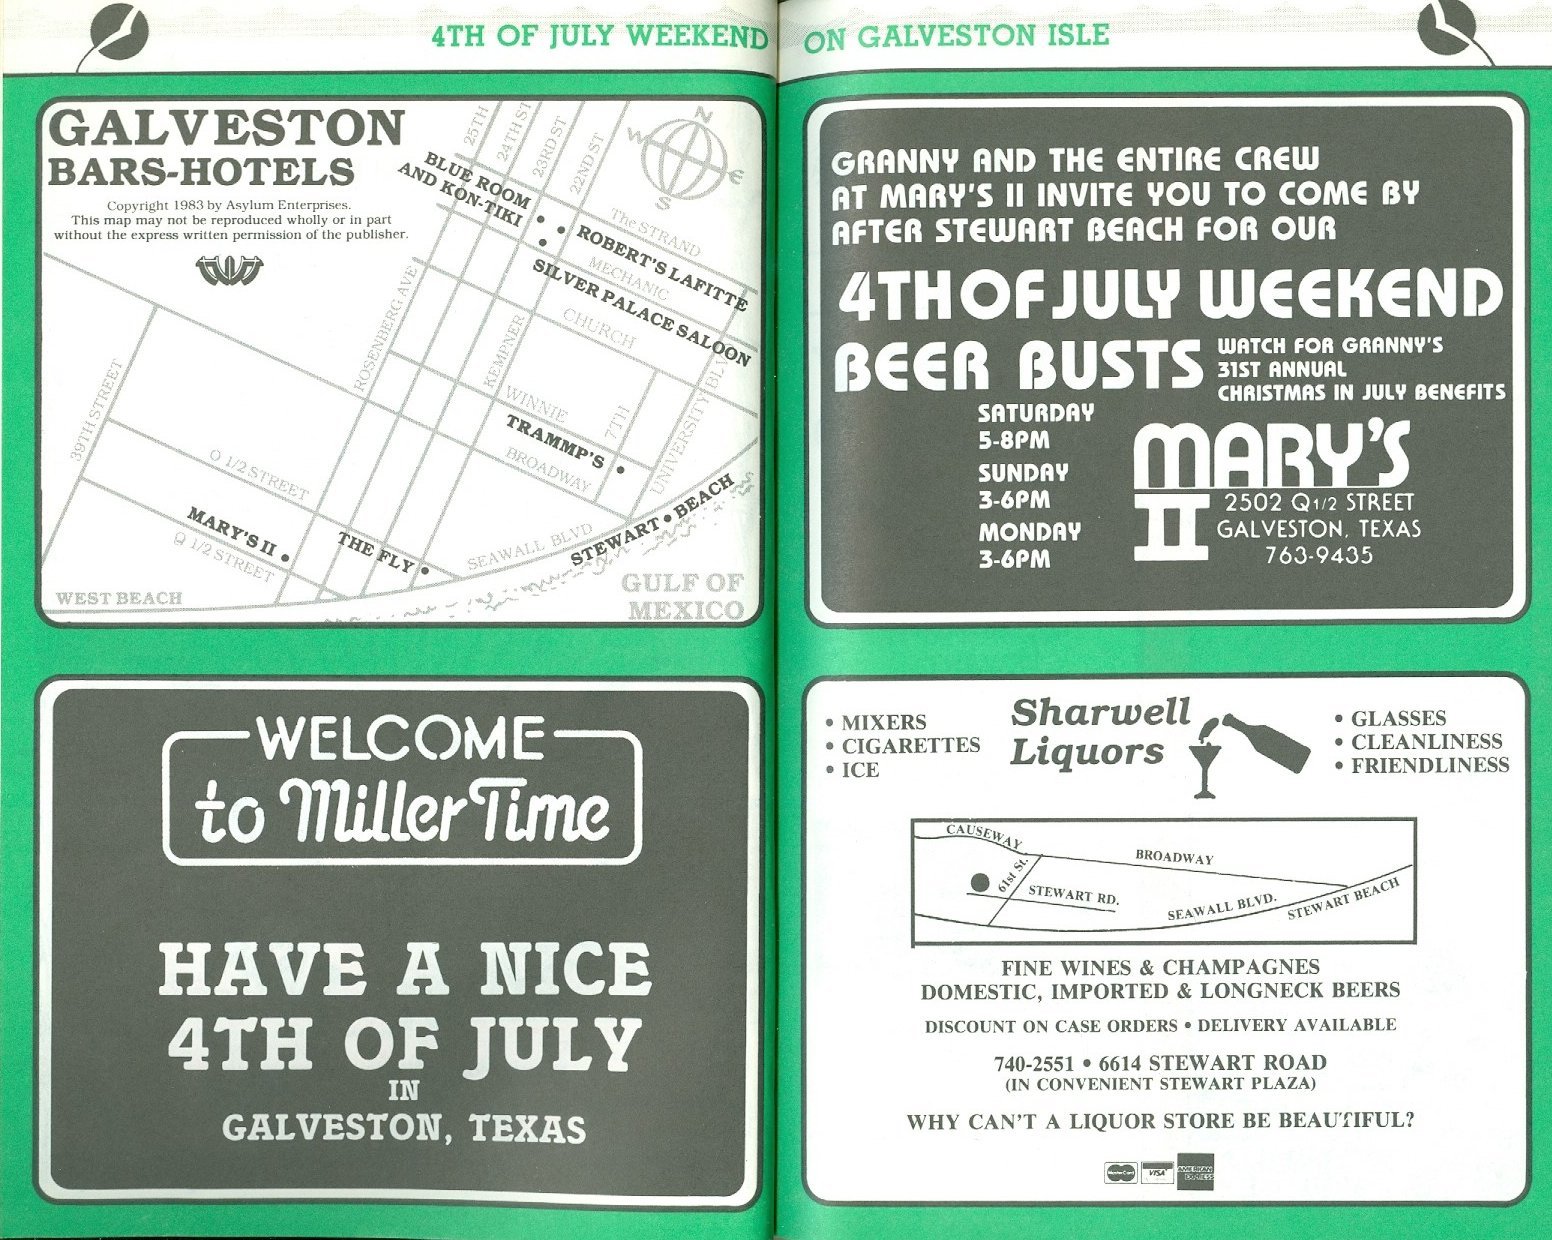 4TH OF JULY WEEKEND ON GALVESTON ISLE
GALVESTON
BARS-HOTELS
Copyright 1983 by Asylum Enterprises.
This map may not be reproduced wholly or in part
without the express written permission of the publisher.
25TH
24TH ST
23RD ST
22ND ST
N
W
E
S
BLUE ROOM
AND KON-TIKI
The STRAND
ROBERT'S LAFITTE
MECHANIC
SILVER PALACE SALOON
CHURCH
ROSENBERG AVE
KEMPNER
39TH STREET
WINNIE
TRAMMP'S
7TH
UNIVERSITY BLV
BROADWAY
O 1/2 STREET
MARY'S II
Q 1/2 STREET
THE FLY
SEAWALL BLVD
STEWART • BEACH
WEST BEACH
GULF OF
MEXICO
WELCOME
to Miller Time
HAVE A NICE
4TH OF JULY
IN
GALVESTON, TEXAS
GRANNY AND THE ENTIRE CREW
AT MARY'S II INVITE YOU TO COME BY
AFTER STEWART BEACH FOR OUR
4TH OF JULY WEEKEND
BEER BUSTS
WATCH FOR GRANNY'S
31ST ANNUAL
CHRISTMAS IN JULY BENEFITS
SATURDAY
5-8PM
SUNDAY
3-6PM
MONDAY
3-6PM
MARY'S
II
2502 Q1/2 STREET
GALVESTON, TEXAS
763-9435
• MIXERS
• CIGARETTES
• ICE
Sharwell
Liquors
• GLASSES
• CLEANLINESS
• FRIENDLINESS
CAUSEWAY
BROADWAY
61st St.
STEWART RD.
SEAWALL BLVD.
STEWART BEACH
FINE WINES & CHAMPAGNES
DOMESTIC, IMPORTED & LONGNECK BEERS
DISCOUNT ON CASE ORDERS • DELIVERY AVAILABLE
740-2551 • 6614 STEWART ROAD
(IN CONVENIENT STEWART PLAZA)
WHY CAN'T A LIQUOR STORE BE BEAUTIFUL?
MasterCard
VISA
AMERICAN
EXPRESS